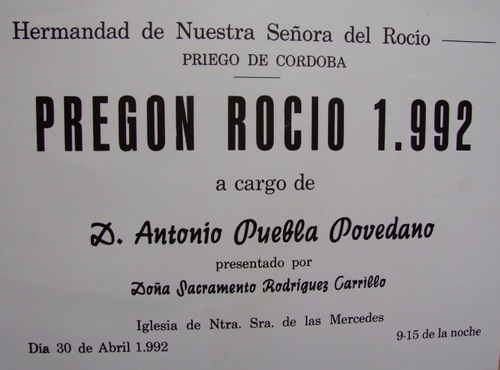 Hermandad de Nuestra Señora del Rocío
PRIEGO DE CORDOBA
PREGON ROCIO 1.992
a cargo de
D. Antonio Puebla Povedano
presentado por
Doña Sacramento Rodríguez Carrillo
Iglesia de Ntra. Sra. de las Mercedes
Día 30 de Abril 1.992
9-15 de la noche